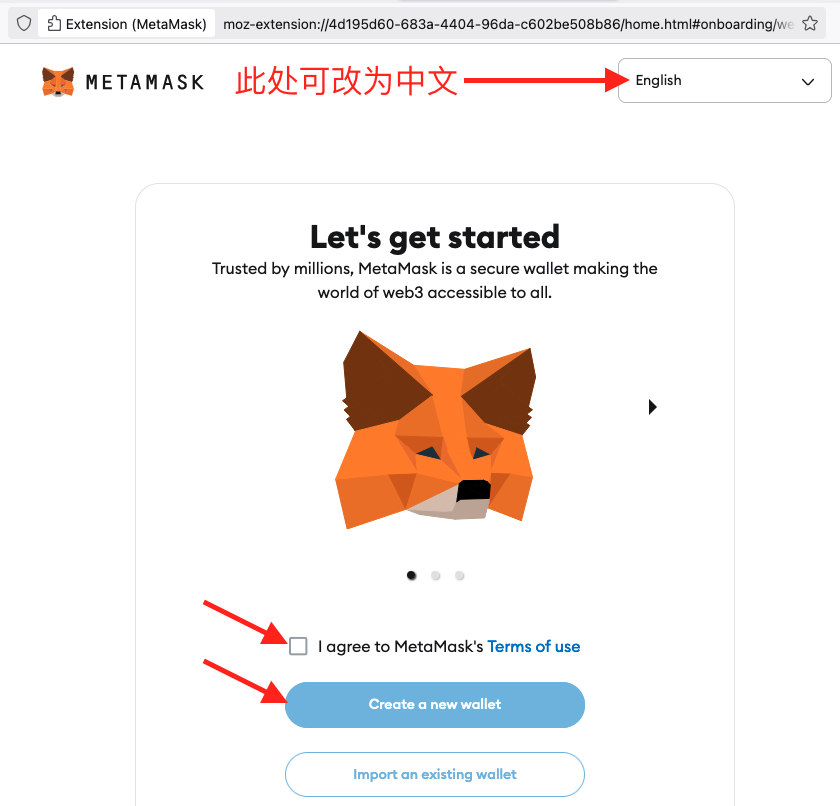 Extension (MetaMask) moz-extension://4d195d60-683a-4404-96da-c602be508b86/home.html#onboarding/we
METAMASK 此处可改为中文 English
Let's get started
Trusted by millions, MetaMask is a secure wallet making the
world of web3 accessible to all.
I agree to MetaMask's Terms of use
Create a new wallet
Import an existing wallet